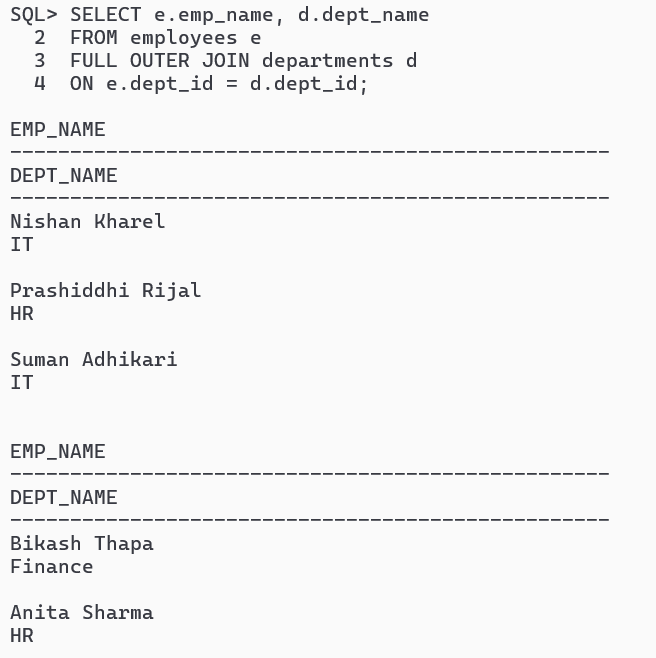 SQL> SELECT e.emp_name, d.dept_name
  2  FROM employees e
  3  FULL OUTER JOIN departments d
  4  ON e.dept_id = d.dept_id;
EMP_NAME
--------------------------------------------------
DEPT_NAME
--------------------------------------------------
Nishan Kharel
IT
Prashiddhi Rijal
HR
Suman Adhikari
IT
EMP_NAME
--------------------------------------------------
DEPT_NAME
--------------------------------------------------
Bikash Thapa
Finance
Anita Sharma
HR